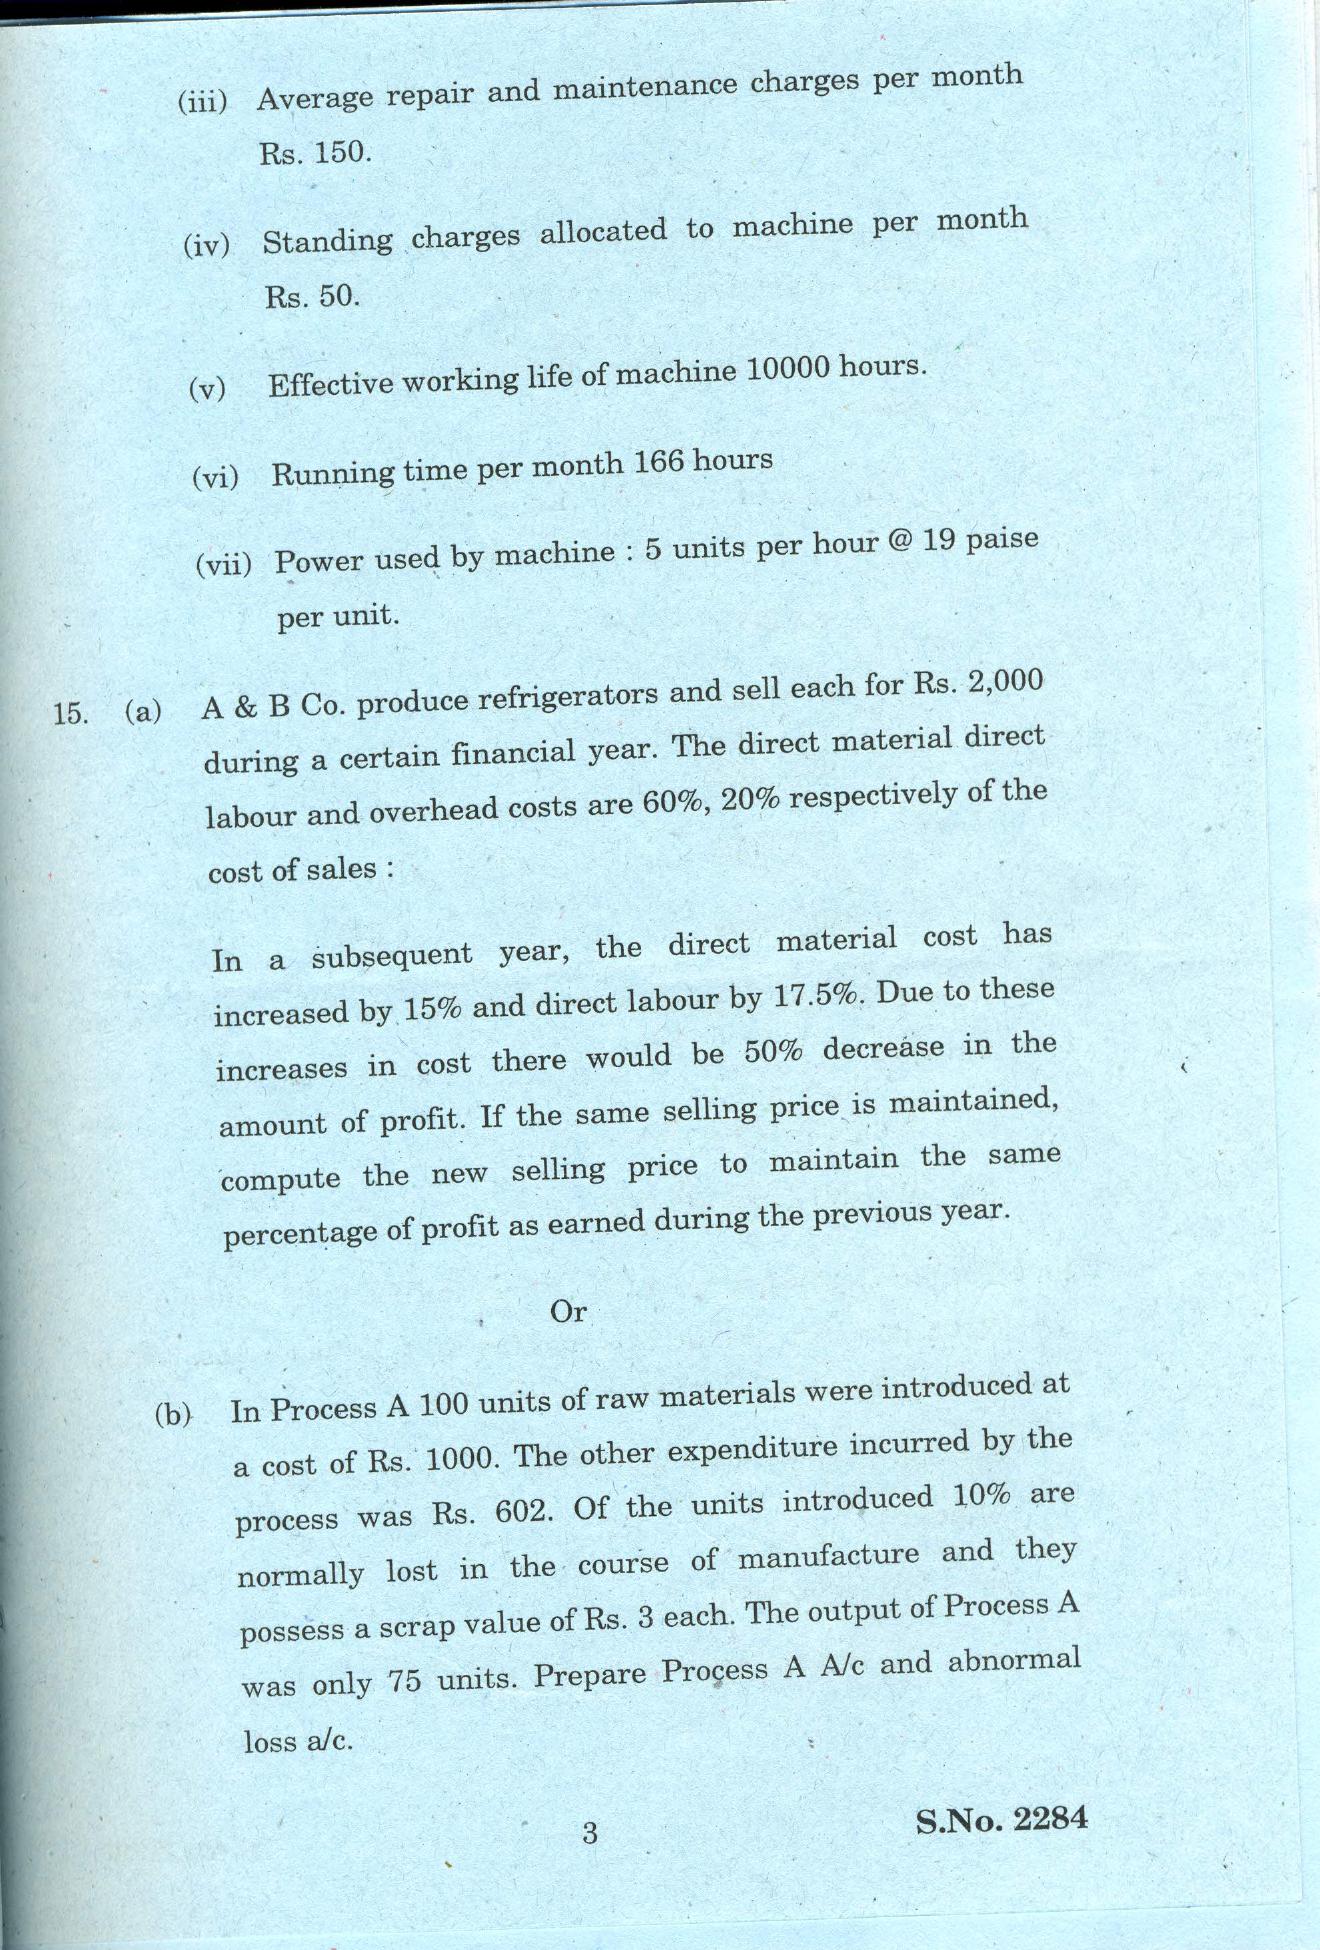 (iii) Average repair and maintenance charges per month
Rs. 150.
(iv) Standing charges allocated to machine per month
Rs. 50.
(v) Effective working life of machine 10000 hours.
(vi) Running time per month 166 hours
(vii) Power used by machine : 5 units per hour @ 19 paise
per unit.
15. (a) A & B Co. produce refrigerators and sell each for Rs. 2,000
during a certain financial year. The direct material direct
labour and overhead costs are 60%, 20% respectively of the
cost of sales :
In a subsequent year, the direct material cost has
increased by 15% and direct labour by 17.5%. Due to these
increases in cost there would be 50% decrease in the
amount of profit. If the same selling price is maintained,
compute the new selling price to maintain the same
percentage of profit as earned during the previous year.
Or
(b) In Process A 100 units of raw materials were introduced at
a cost of Rs. 1000. The other expenditure incurred by the
process was Rs. 602. Of the units introduced 10% are
normally lost in the course of manufacture and they
possess a scrap value of Rs. 3 each. The output of Process A
was only 75 units. Prepare Process A A/c and abnormal
loss a/c.
3
S.No. 2284